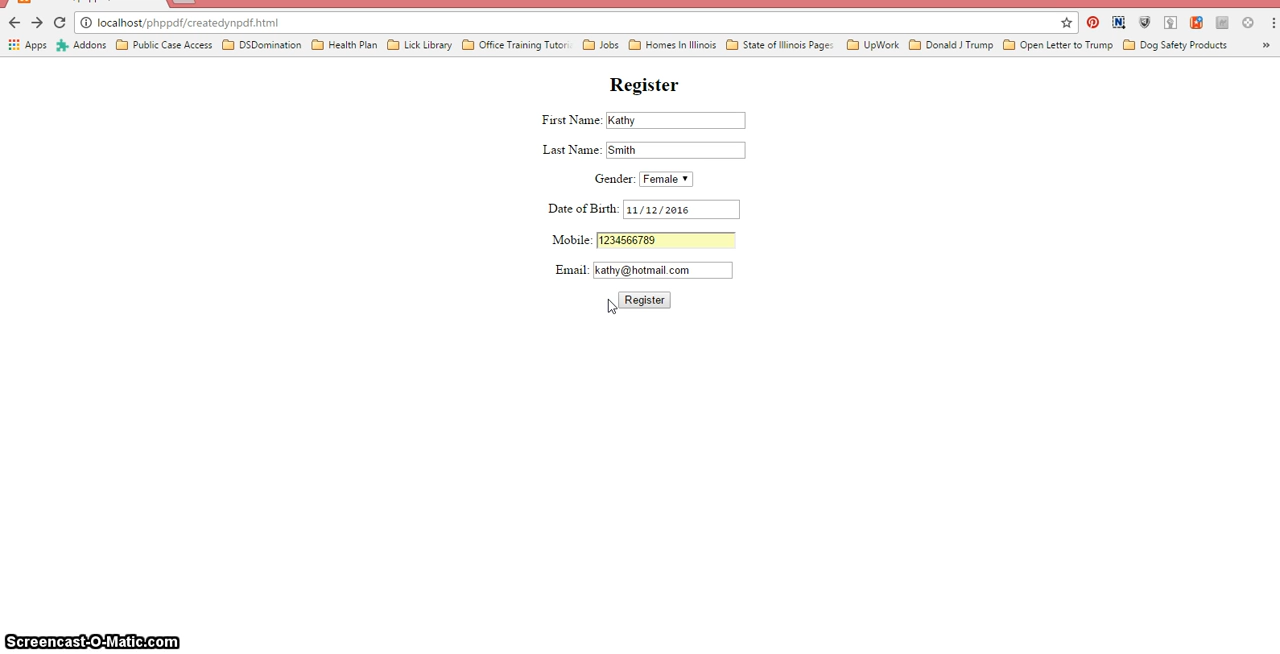 localhost/phppdf/createdynpdf.html
Apps Addons Public Case Access DSDomination Health Plan Lick Library Office Training Tutori Jobs Homes In Illinois State of Illinois Pages UpWork Donald J Trump Open Letter to Trump Dog Safety Products »
Register
First Name: Kathy
Last Name: Smith
Gender: Female
Date of Birth: 11/12/2016
Mobile: 1234566789
Email: kathy@hotmail.com
Register
Screencast-O-Matic.com